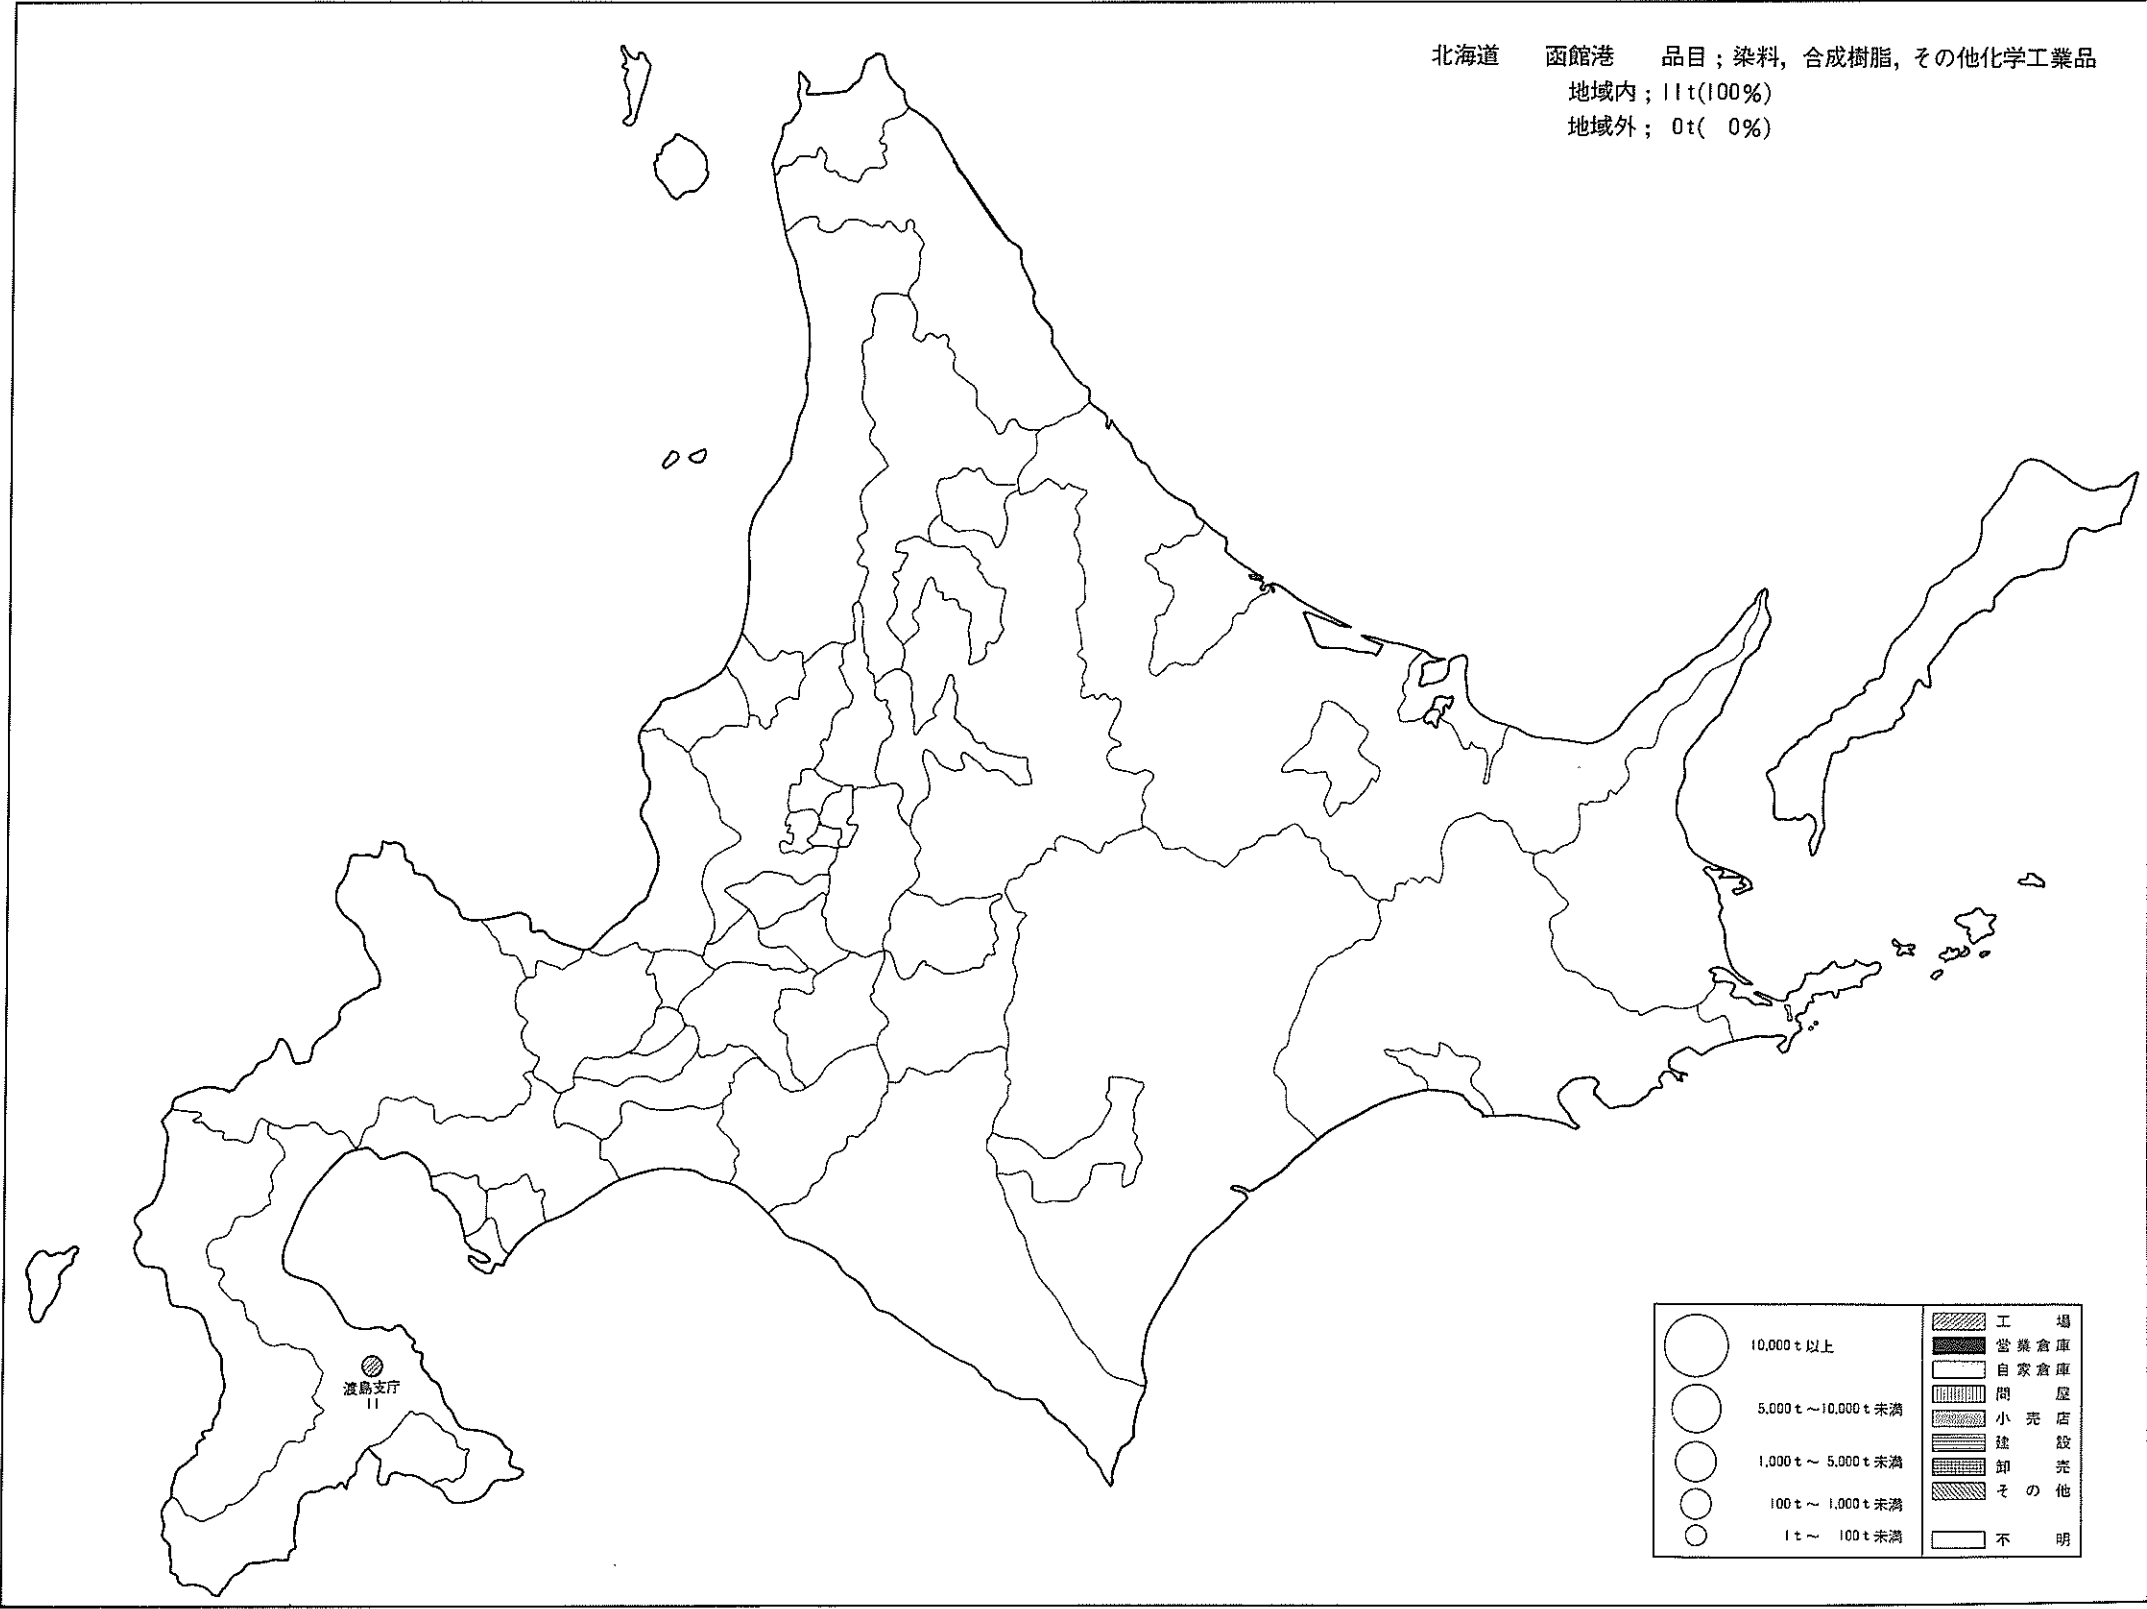 北海道 函館港 品目；染料，合成樹脂，その他化学工業品
地域内；11t(100%)
地域外； 0t( 0%)
渡島支庁
11
10,000t以上
5,000t～10,000t未満
1,000t～ 5,000t未満
100t～ 1,000t未満
1t～ 100t未満
工場
営業倉庫
自家倉庫
問屋
小売店
建設
卸売
その他
不明